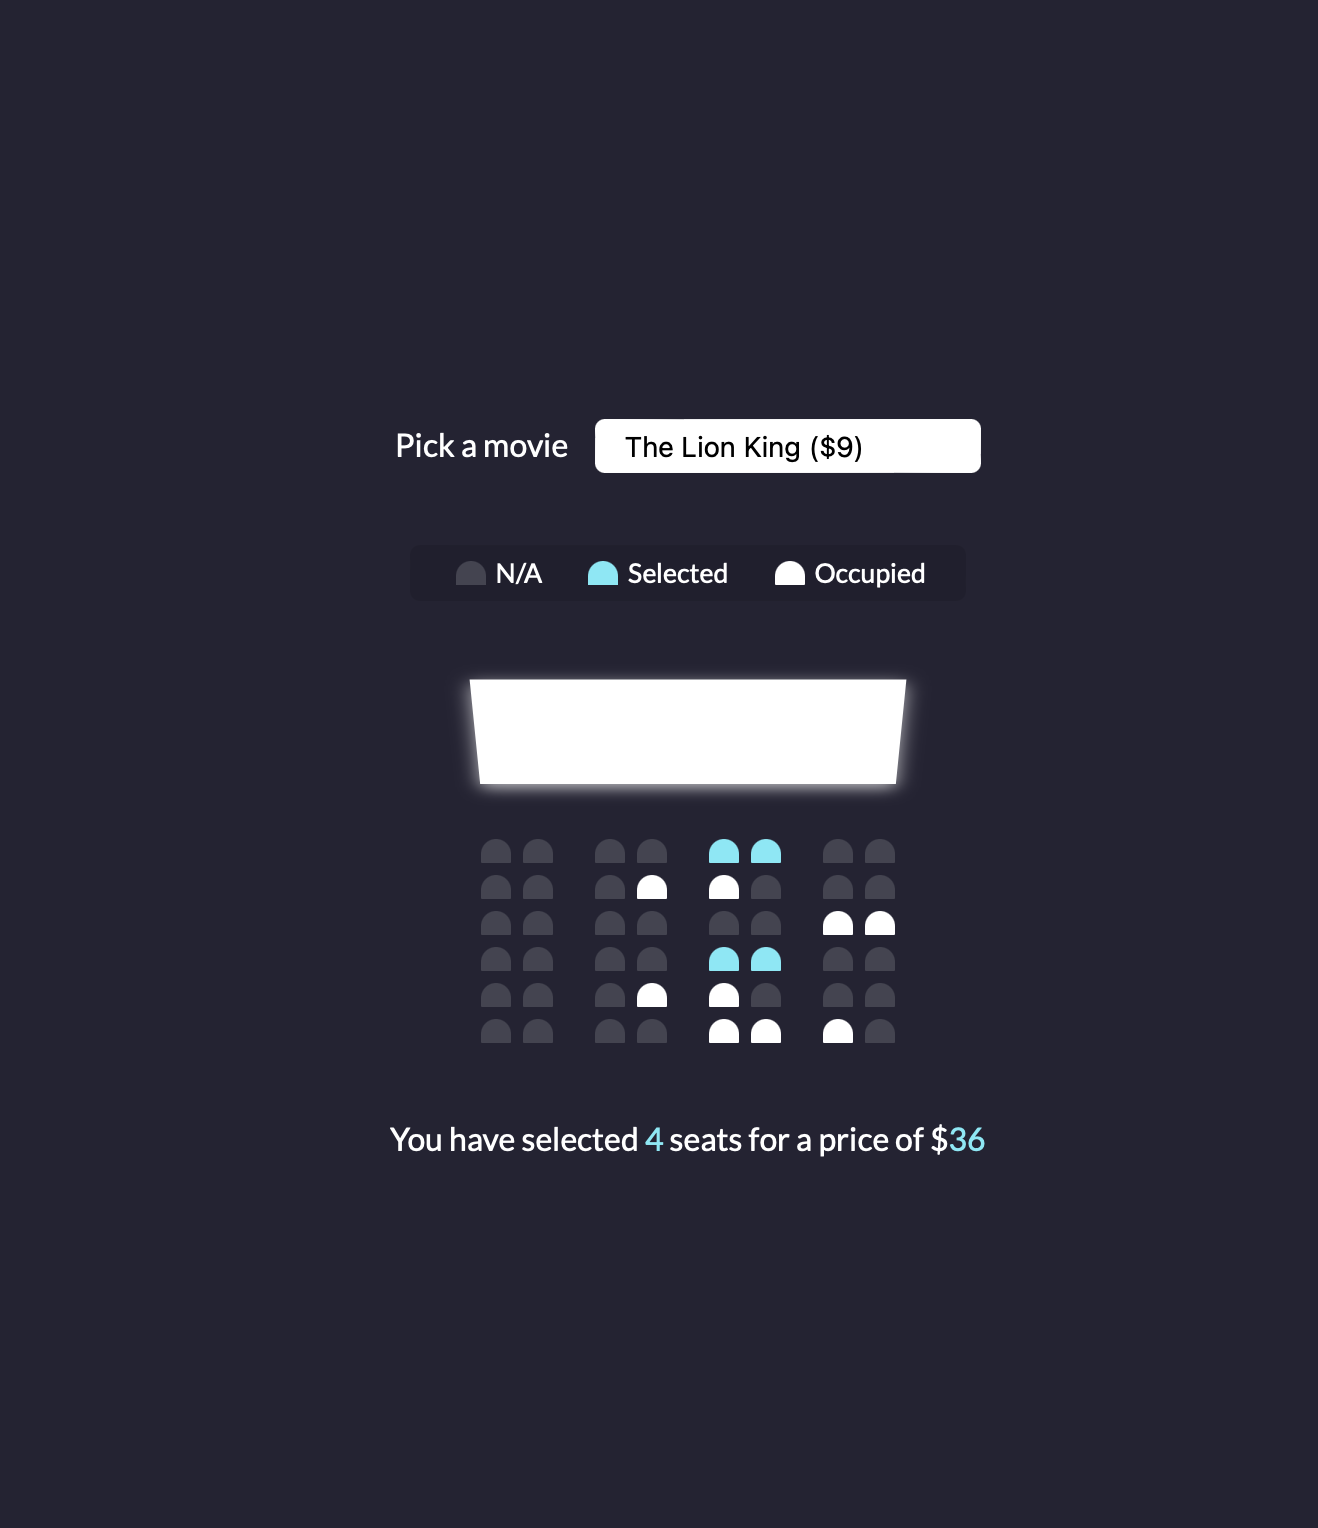 Pick a movie The Lion King ($9)
N/A Selected Occupied
You have selected 4 seats for a price of $36